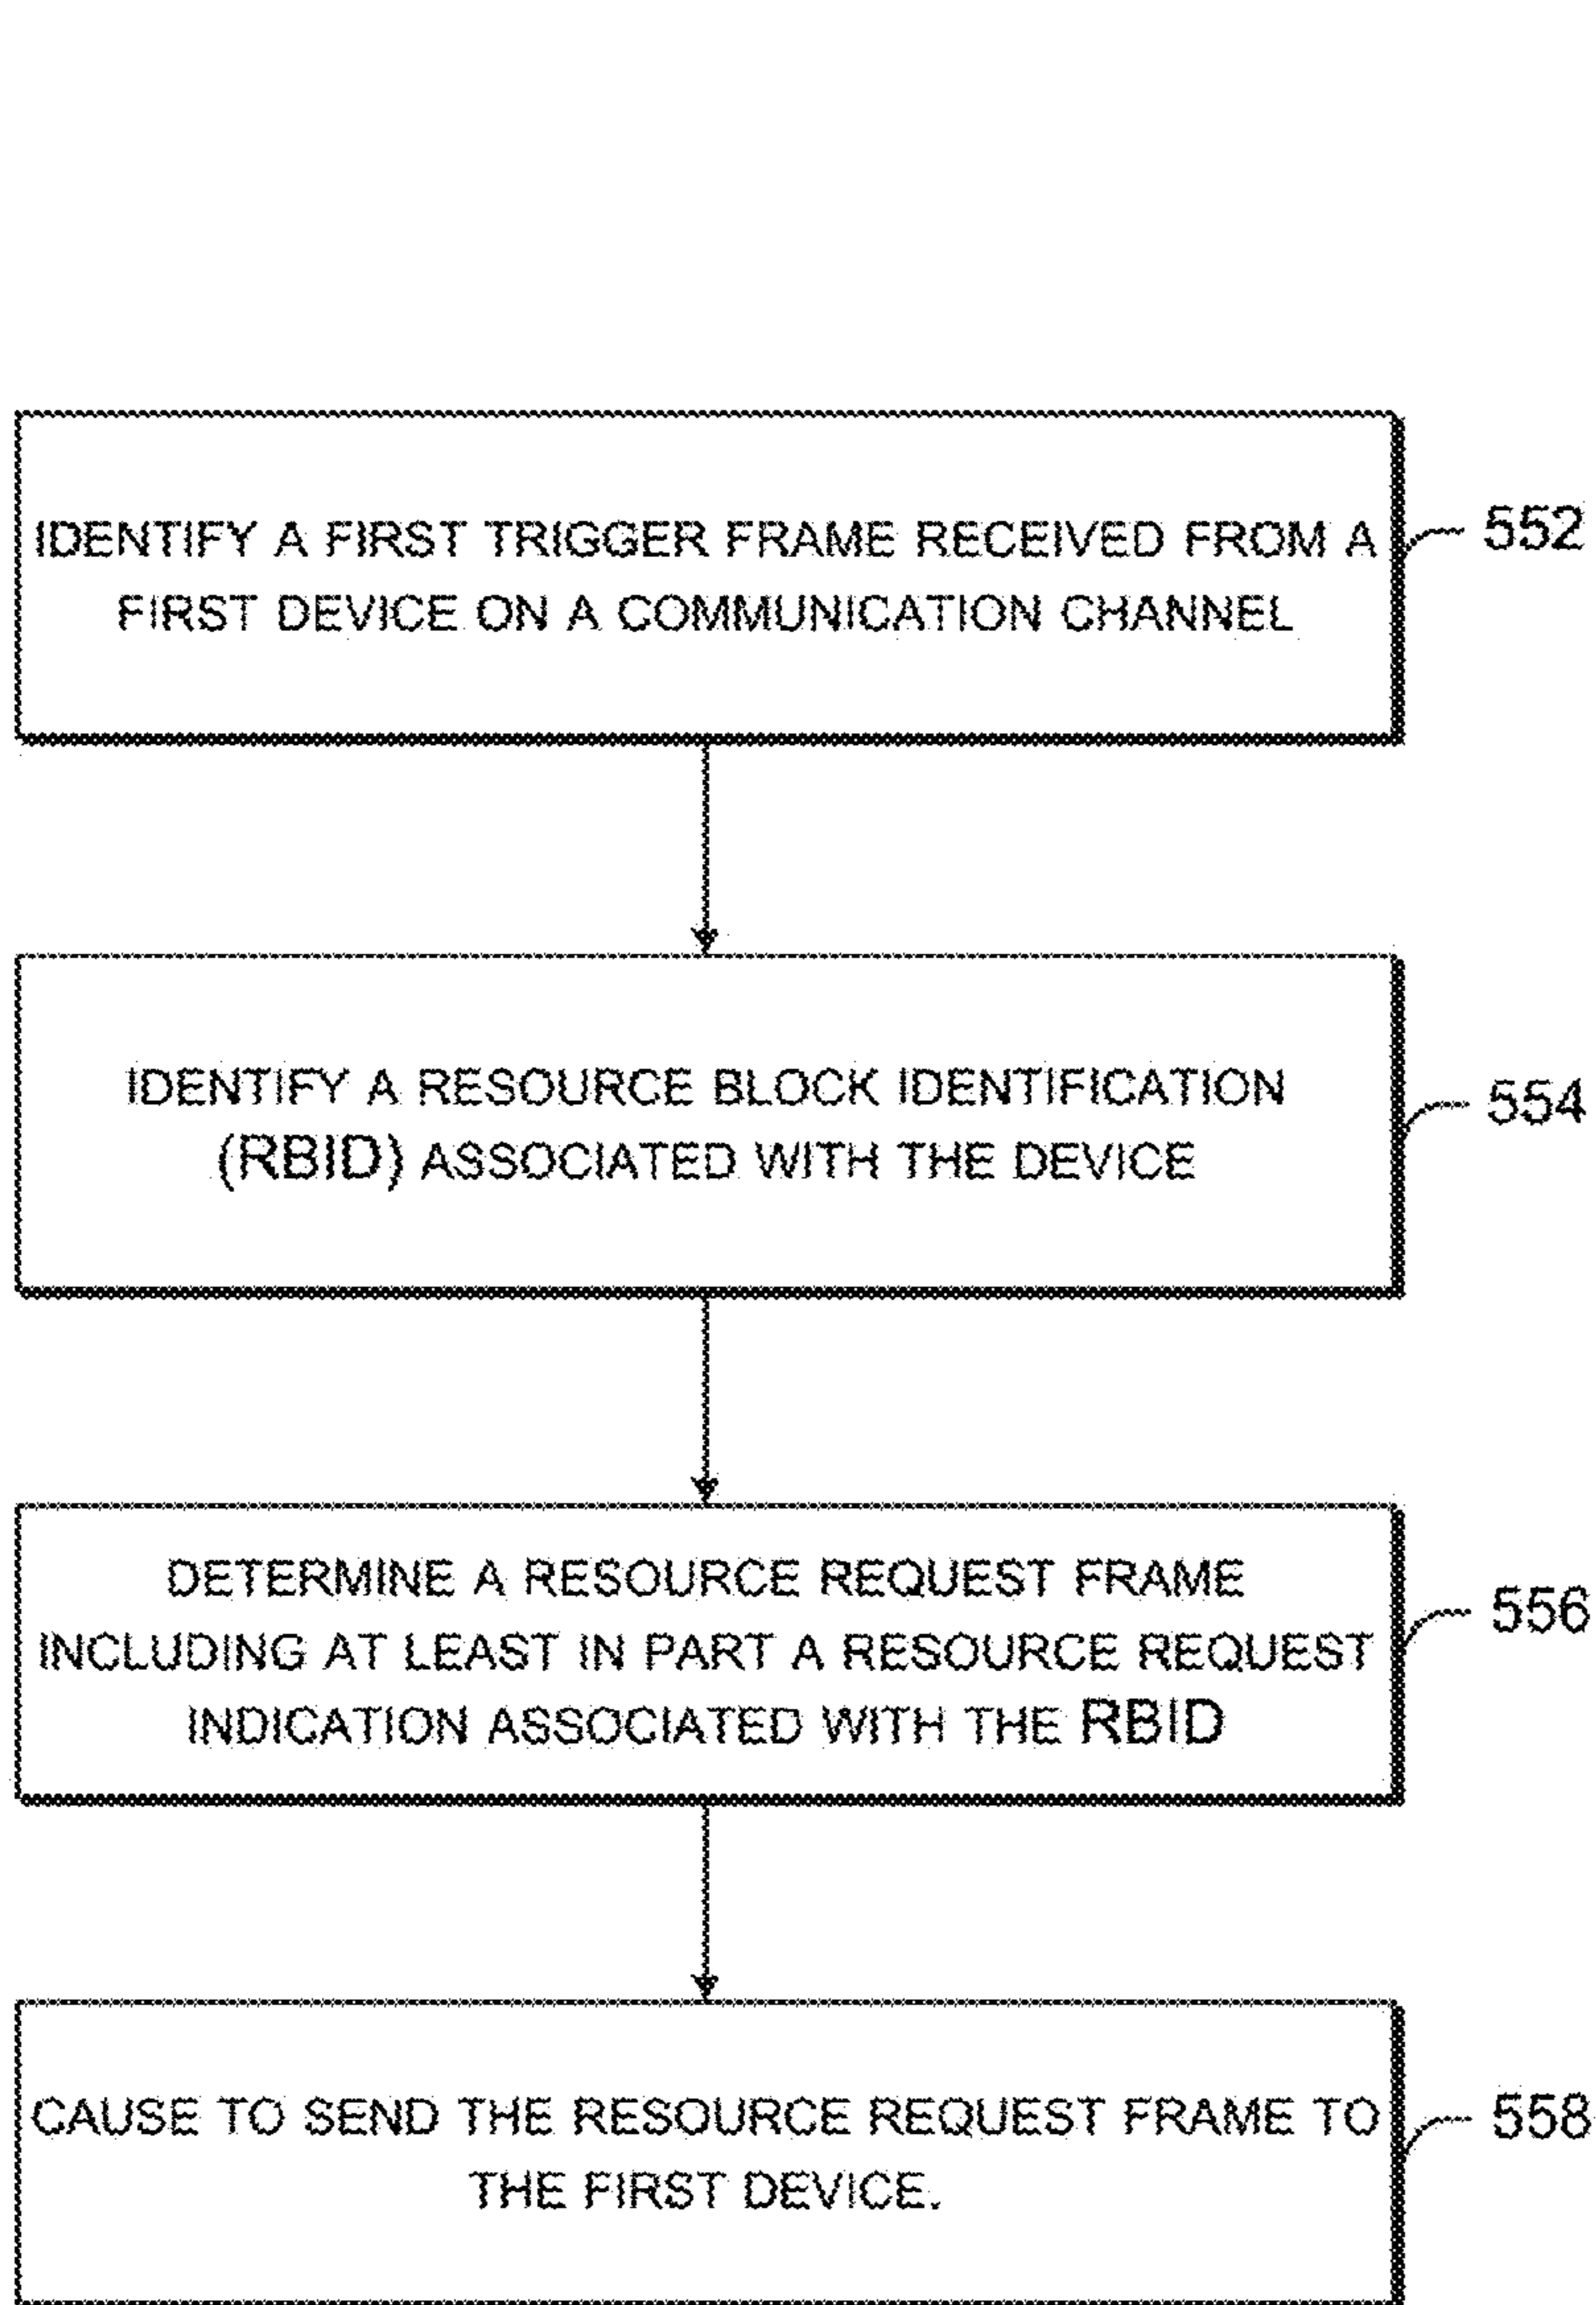 IDENTIFY A FIRST TRIGGER FRAME RECEIVED FROM A
FIRST DEVICE ON A COMMUNICATION CHANNEL
552
IDENTIFY A RESOURCE BLOCK IDENTIFICATION
(RBID) ASSOCIATED WITH THE DEVICE
554
DETERMINE A RESOURCE REQUEST FRAME
INCLUDING AT LEAST IN PART A RESOURCE REQUEST
INDICATION ASSOCIATED WITH THE RBID
556
CAUSE TO SEND THE RESOURCE REQUEST FRAME TO
THE FIRST DEVICE.
558